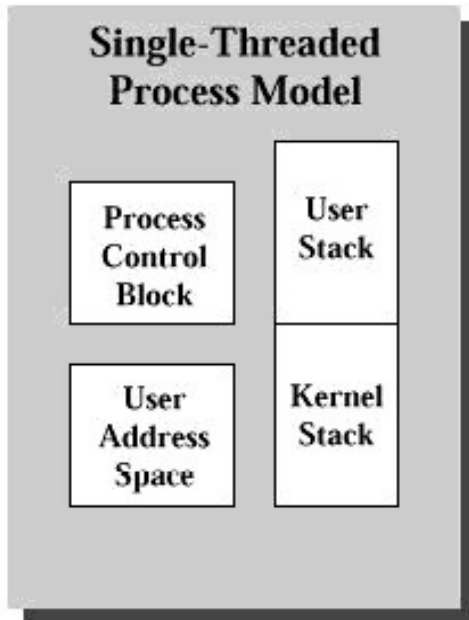 Single-Threaded
Process Model
Process
Control
Block
User
Stack
User
Address
Space
Kernel
Stack